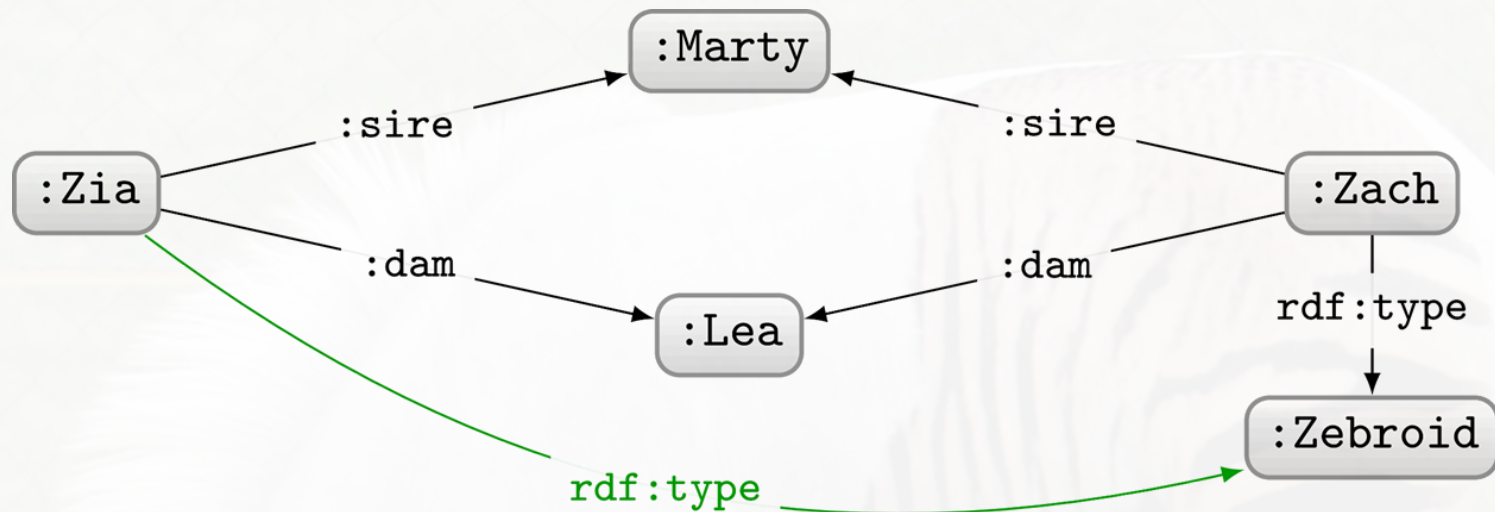 :Marty
:sire
:sire
:Zia
:Zach
:dam
:dam
:Lea
rdf:type
:Zebroid
rdf:type